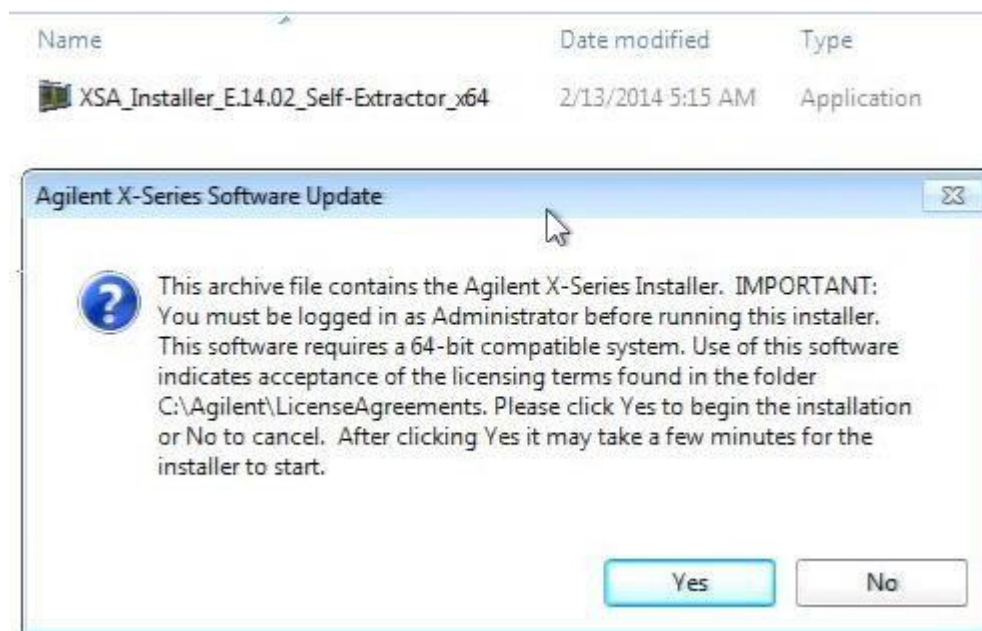 Name Date modified Type
XSA_Installer_E.14.02_Self-Extractor_x64 2/13/2014 5:15 AM Application
Agilent X-Series Software Update
This archive file contains the Agilent X-Series Installer.  IMPORTANT:
You must be logged in as Administrator before running this installer.
This software requires a 64-bit compatible system. Use of this software
indicates acceptance of the licensing terms found in the folder
C:\Agilent\LicenseAgreements. Please click Yes to begin the installation
or No to cancel.  After clicking Yes it may take a few minutes for the
installer to start.
Yes No